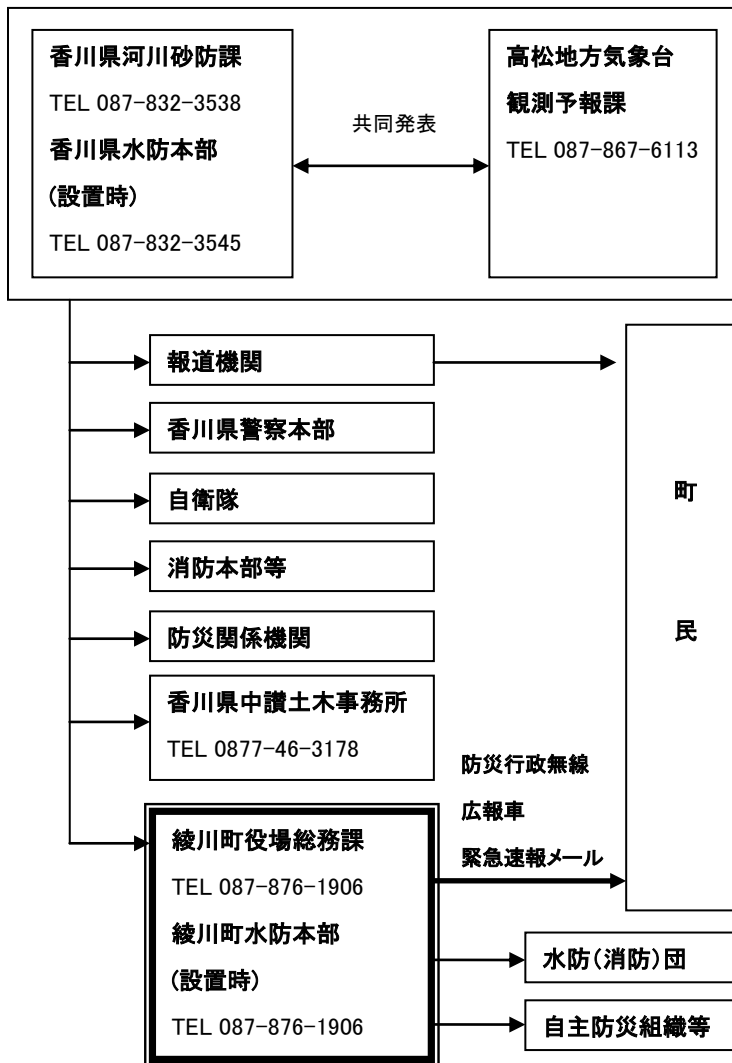 香川県河川砂防課
TEL 087-832-3538
香川県水防本部
(設置時)
TEL 087-832-3545
共同発表
高松地方気象台
観測予報課
TEL 087-867-6113
報道機関
香川県警察本部
自衛隊
消防本部等
防災関係機関
香川県中讃土木事務所
TEL 0877-46-3178
綾川町役場総務課
TEL 087-876-1906
綾川町水防本部
(設置時)
TEL 087-876-1906
防災行政無線
広報車
緊急速報メール
町
民
水防(消防)団
自主防災組織等